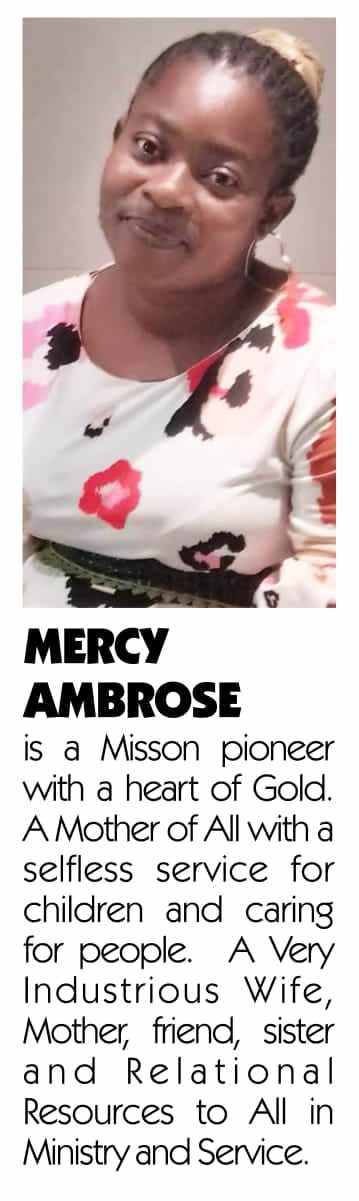 MERCY
AMBROSE
is a Misson pioneer
with a heart of Gold.
A Mother of All with a
selfless service for
children and caring
for people. A Very
Industrious Wife,
Mother, friend, sister
and Relational
Resources to All in
Ministry and Service.